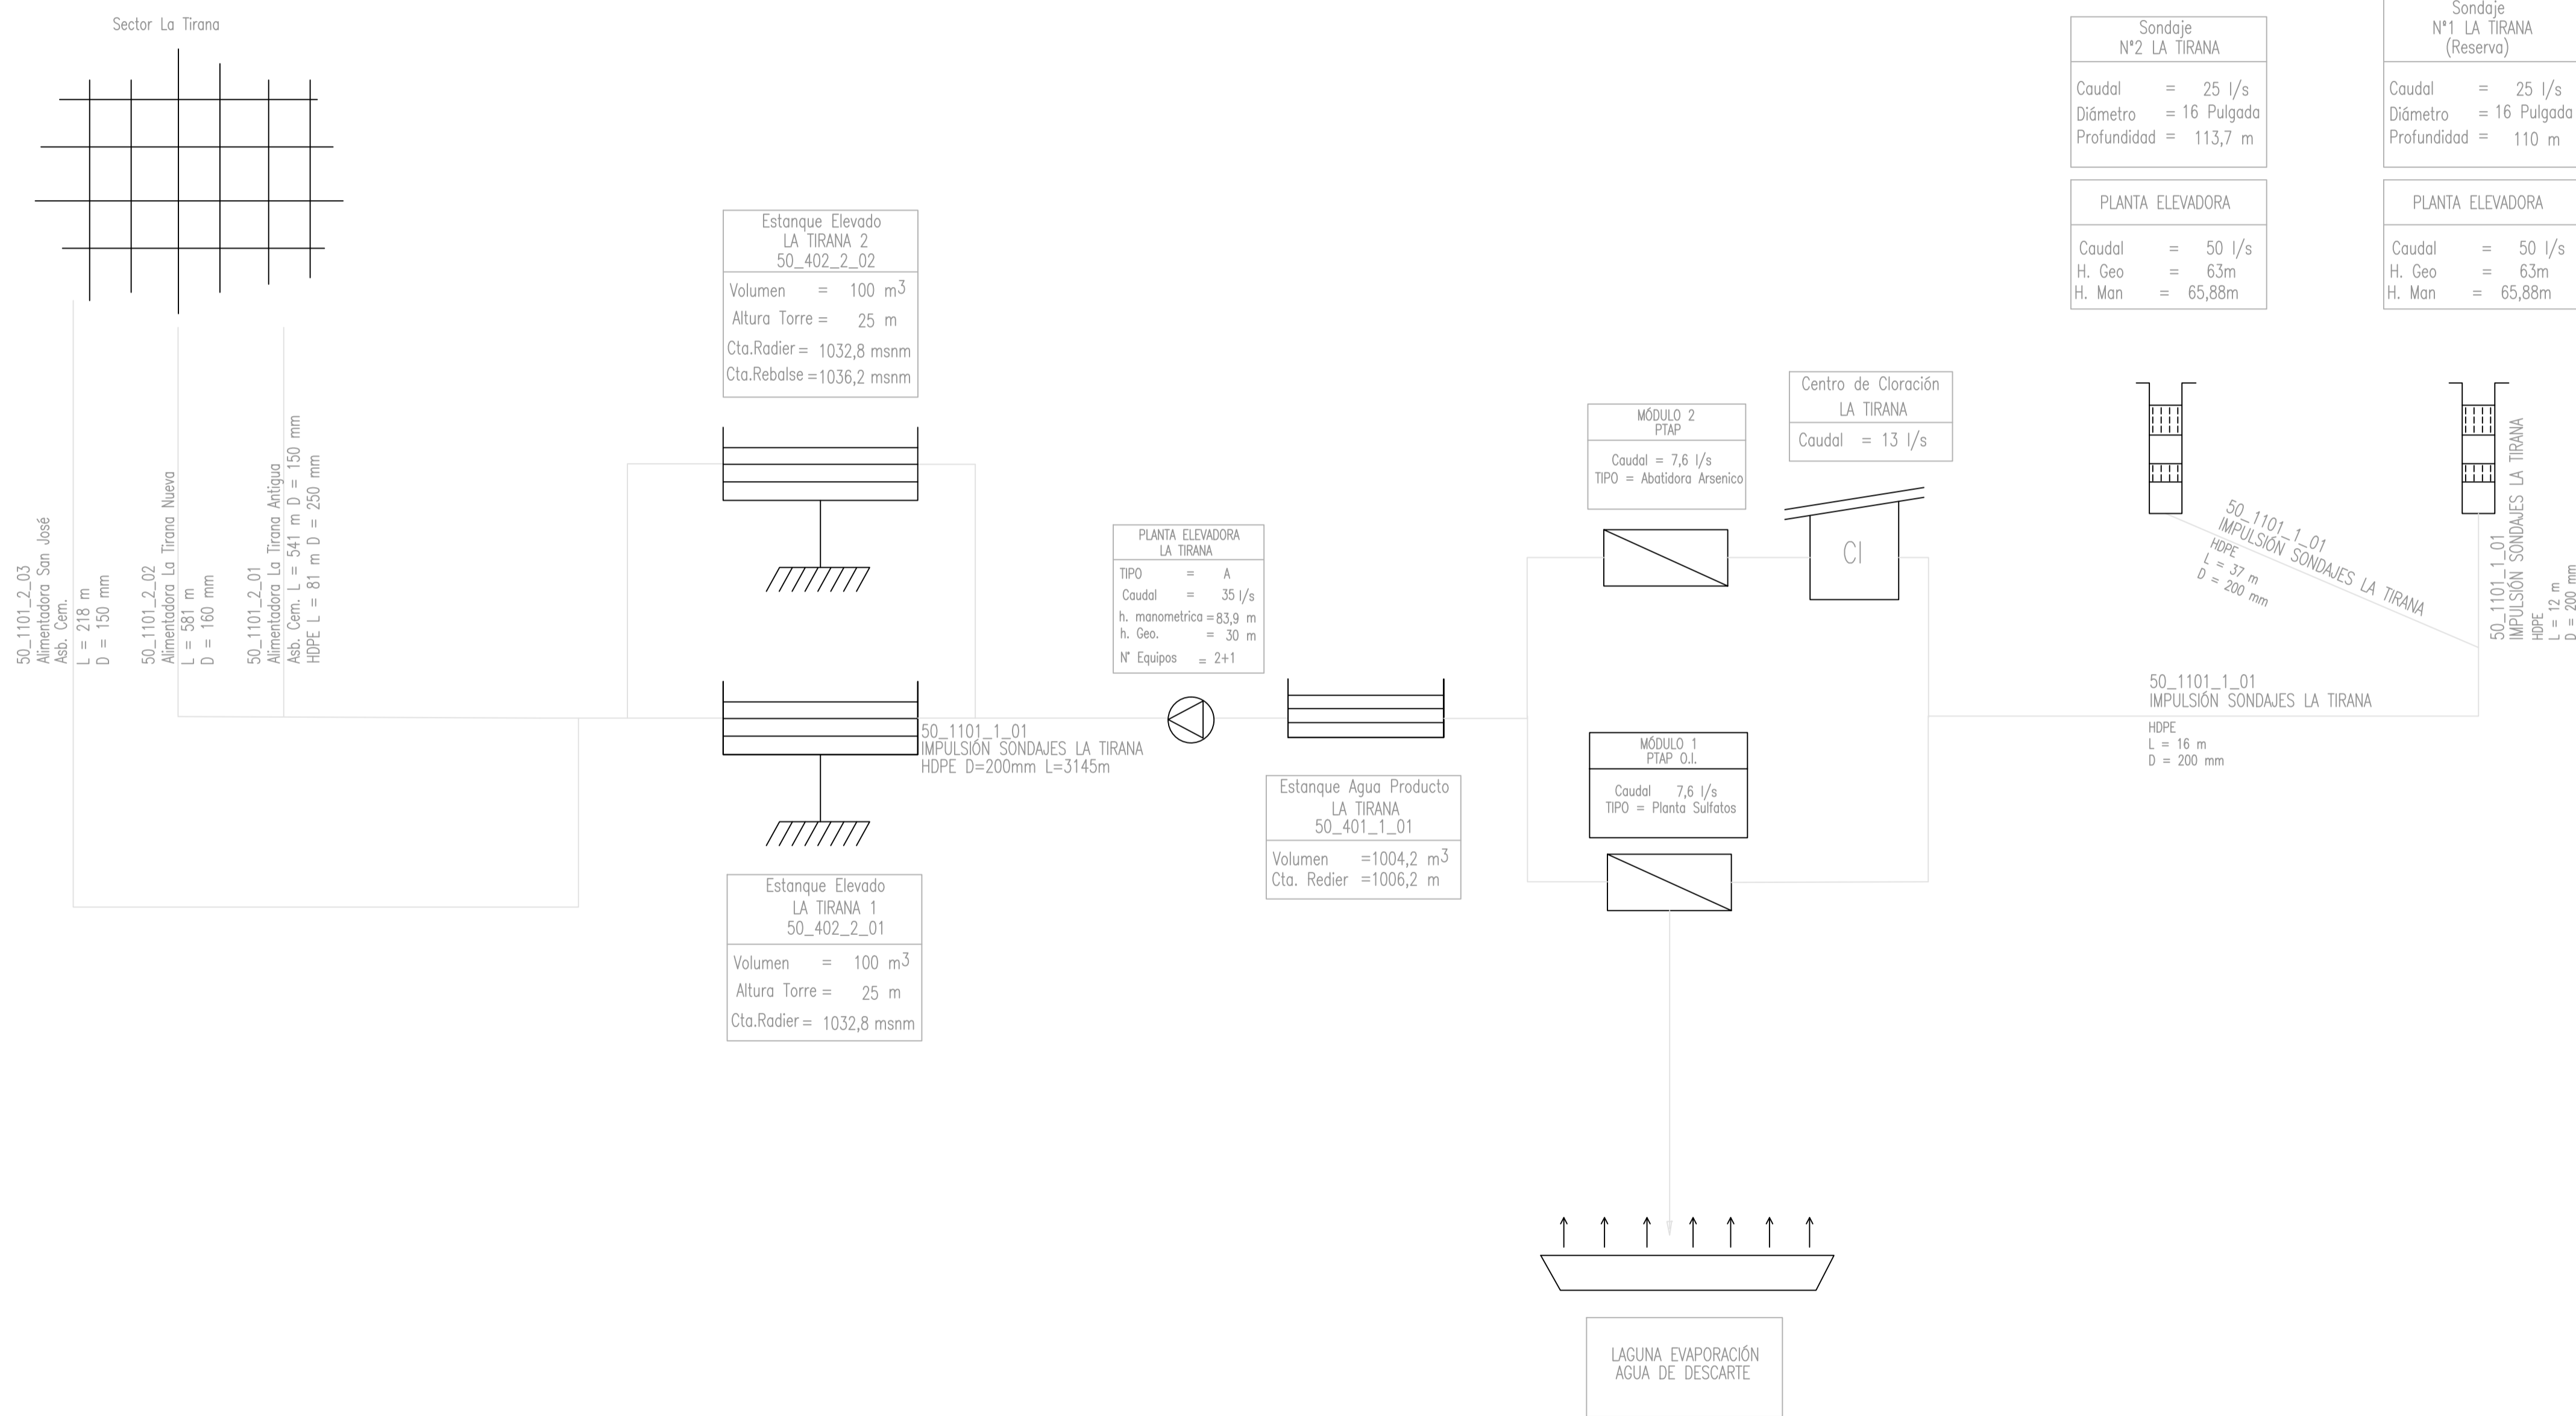 Sector La Tirana
50_1101_2_03
Alimentadora San José
Asb. Cem.
L = 218 m
D = 150 mm
50_1101_2_02
Alimentadora La Tirana Nueva
L = 581 m
D = 160 mm
50_1101_2_01
Alimentadora La Tirana Antigua
Asb. Cem. L = 541 m D = 150 mm
HDPE L = 81 m D = 250 mm
Estanque Elevado
LA TIRANA 2
50_402_2_02
Volumen = 100 m3
Altura Torre = 25 m
Cta.Radier = 1032,8 msnm
Cta.Rebalse =1036,2 msnm
50_1101_1_01
IMPULSIÓN SONDAJES LA TIRANA
HDPE D=200mm L=3145m
Estanque Elevado
LA TIRANA 1
50_402_2_01
Volumen = 100 m3
Altura Torre = 25 m
Cta.Radier = 1032,8 msnm
PLANTA ELEVADORA
LA TIRANA
TIPO = A
Caudal = 35 l/s
h. manometrica =83,9 m
h. Geo. = 30 m
N° Equipos = 2+1
Estanque Agua Producto
LA TIRANA
50_401_1_01
Volumen =1004,2 m3
Cta. Redier =1006,2 m
MÓDULO 2
PTAP
Caudal = 7,6 l/s
TIPO = Abatidora Arsenico
Centro de Cloración
LA TIRANA
Caudal = 13 l/s
Cl
MÓDULO 1
PTAP O.I.
Caudal 7,6 l/s
TIPO = Planta Sulfatos
LAGUNA EVAPORACIÓN
AGUA DE DESCARTE
Sondaje
N°2 LA TIRANA
Caudal = 25 l/s
Diámetro = 16 Pulgada
Profundidad = 113,7 m
PLANTA ELEVADORA
Caudal = 50 l/s
H. Geo = 63m
H. Man = 65,88m
Sondaje
N°1 LA TIRANA
(Reserva)
Caudal = 25 l/s
Diámetro = 16 Pulgada
Profundidad = 110 m
PLANTA ELEVADORA
Caudal = 50 l/s
H. Geo = 63m
H. Man = 65,88m
50_1101_1_01
IMPULSIÓN SONDAJES LA TIRANA
HDPE
L = 37 m
D = 200 mm
50_1101_1_01
IMPULSIÓN SONDAJES LA TIRANA
HDPE
L = 12 m
D = 200 mm
50_1101_1_01
IMPULSIÓN SONDAJES LA TIRANA
HDPE
L = 16 m
D = 200 mm